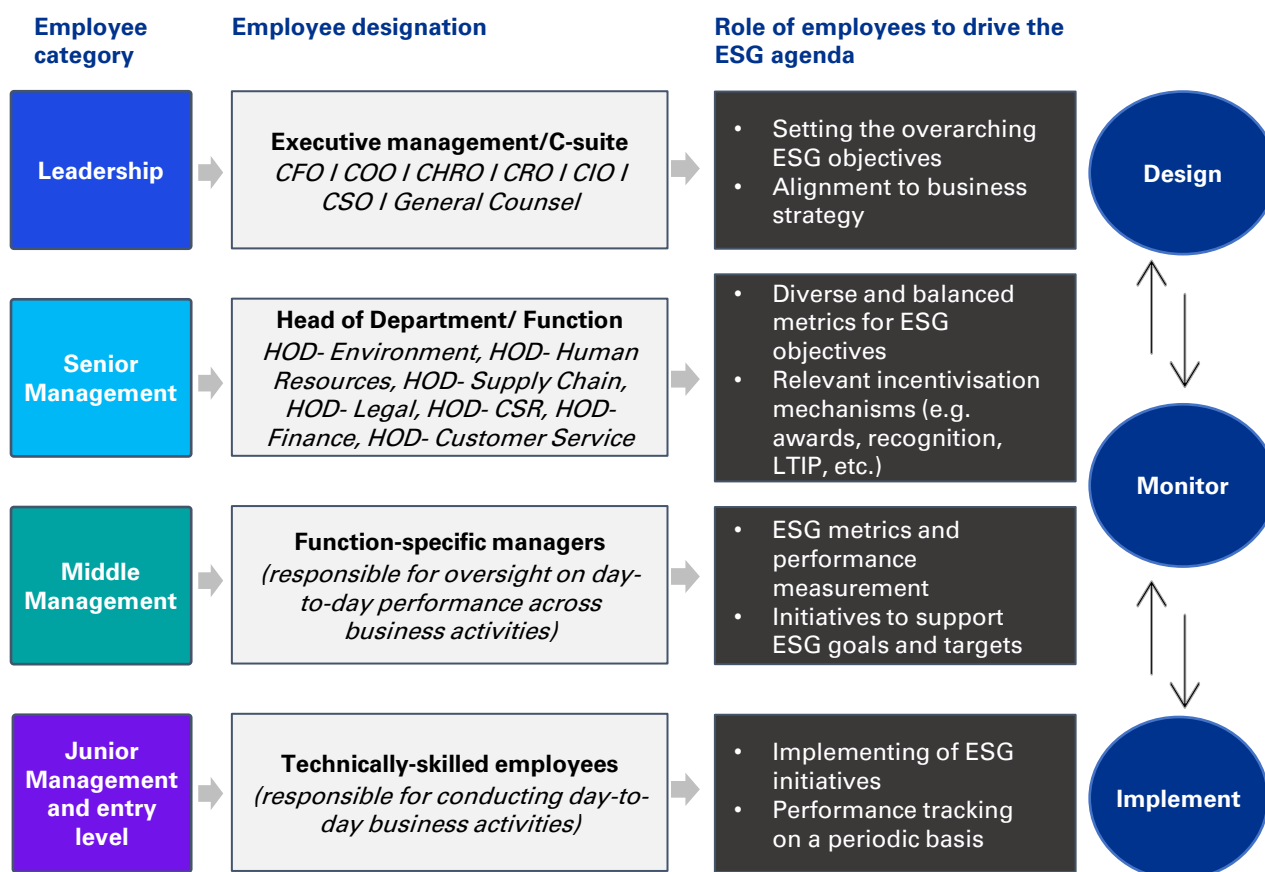 Employee
category
Employee designation
Role of employees to drive the
ESG agenda
Leadership
Executive management/C-suite
CFO I COO I CHRO I CRO I CIO I
CSO I General Counsel
• Setting the overarching
ESG objectives
• Alignment to business
strategy
Design
Senior
Management
Head of Department/ Function
HOD- Environment, HOD- Human
Resources, HOD- Supply Chain,
HOD- Legal, HOD- CSR, HOD-
Finance, HOD- Customer Service
• Diverse and balanced
metrics for ESG
objectives
• Relevant incentivisation
mechanisms (e.g.
awards, recognition,
LTIP, etc.)
Monitor
Middle
Management
Function-specific managers
(responsible for oversight on day-
to-day performance across
business activities)
• ESG metrics and
performance
measurement
• Initiatives to support
ESG goals and targets
Junior
Management
and entry
level
Technically-skilled employees
(responsible for conducting day-to-
day business activities)
• Implementing of ESG
initiatives
• Performance tracking
on a periodic basis
Implement